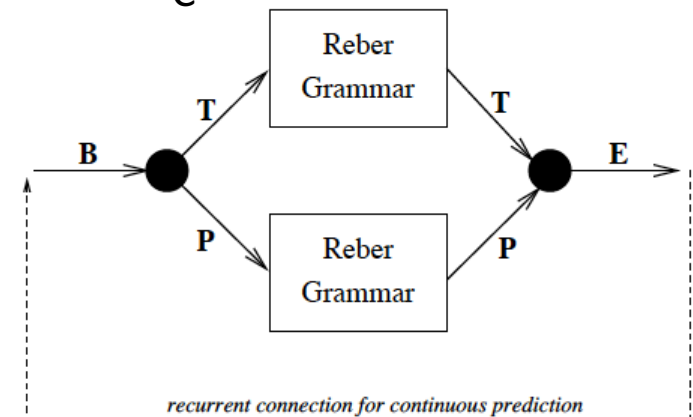 Reber
Grammar
T
T
B
E
P
P
Reber
Grammar
recurrent connection for continuous prediction